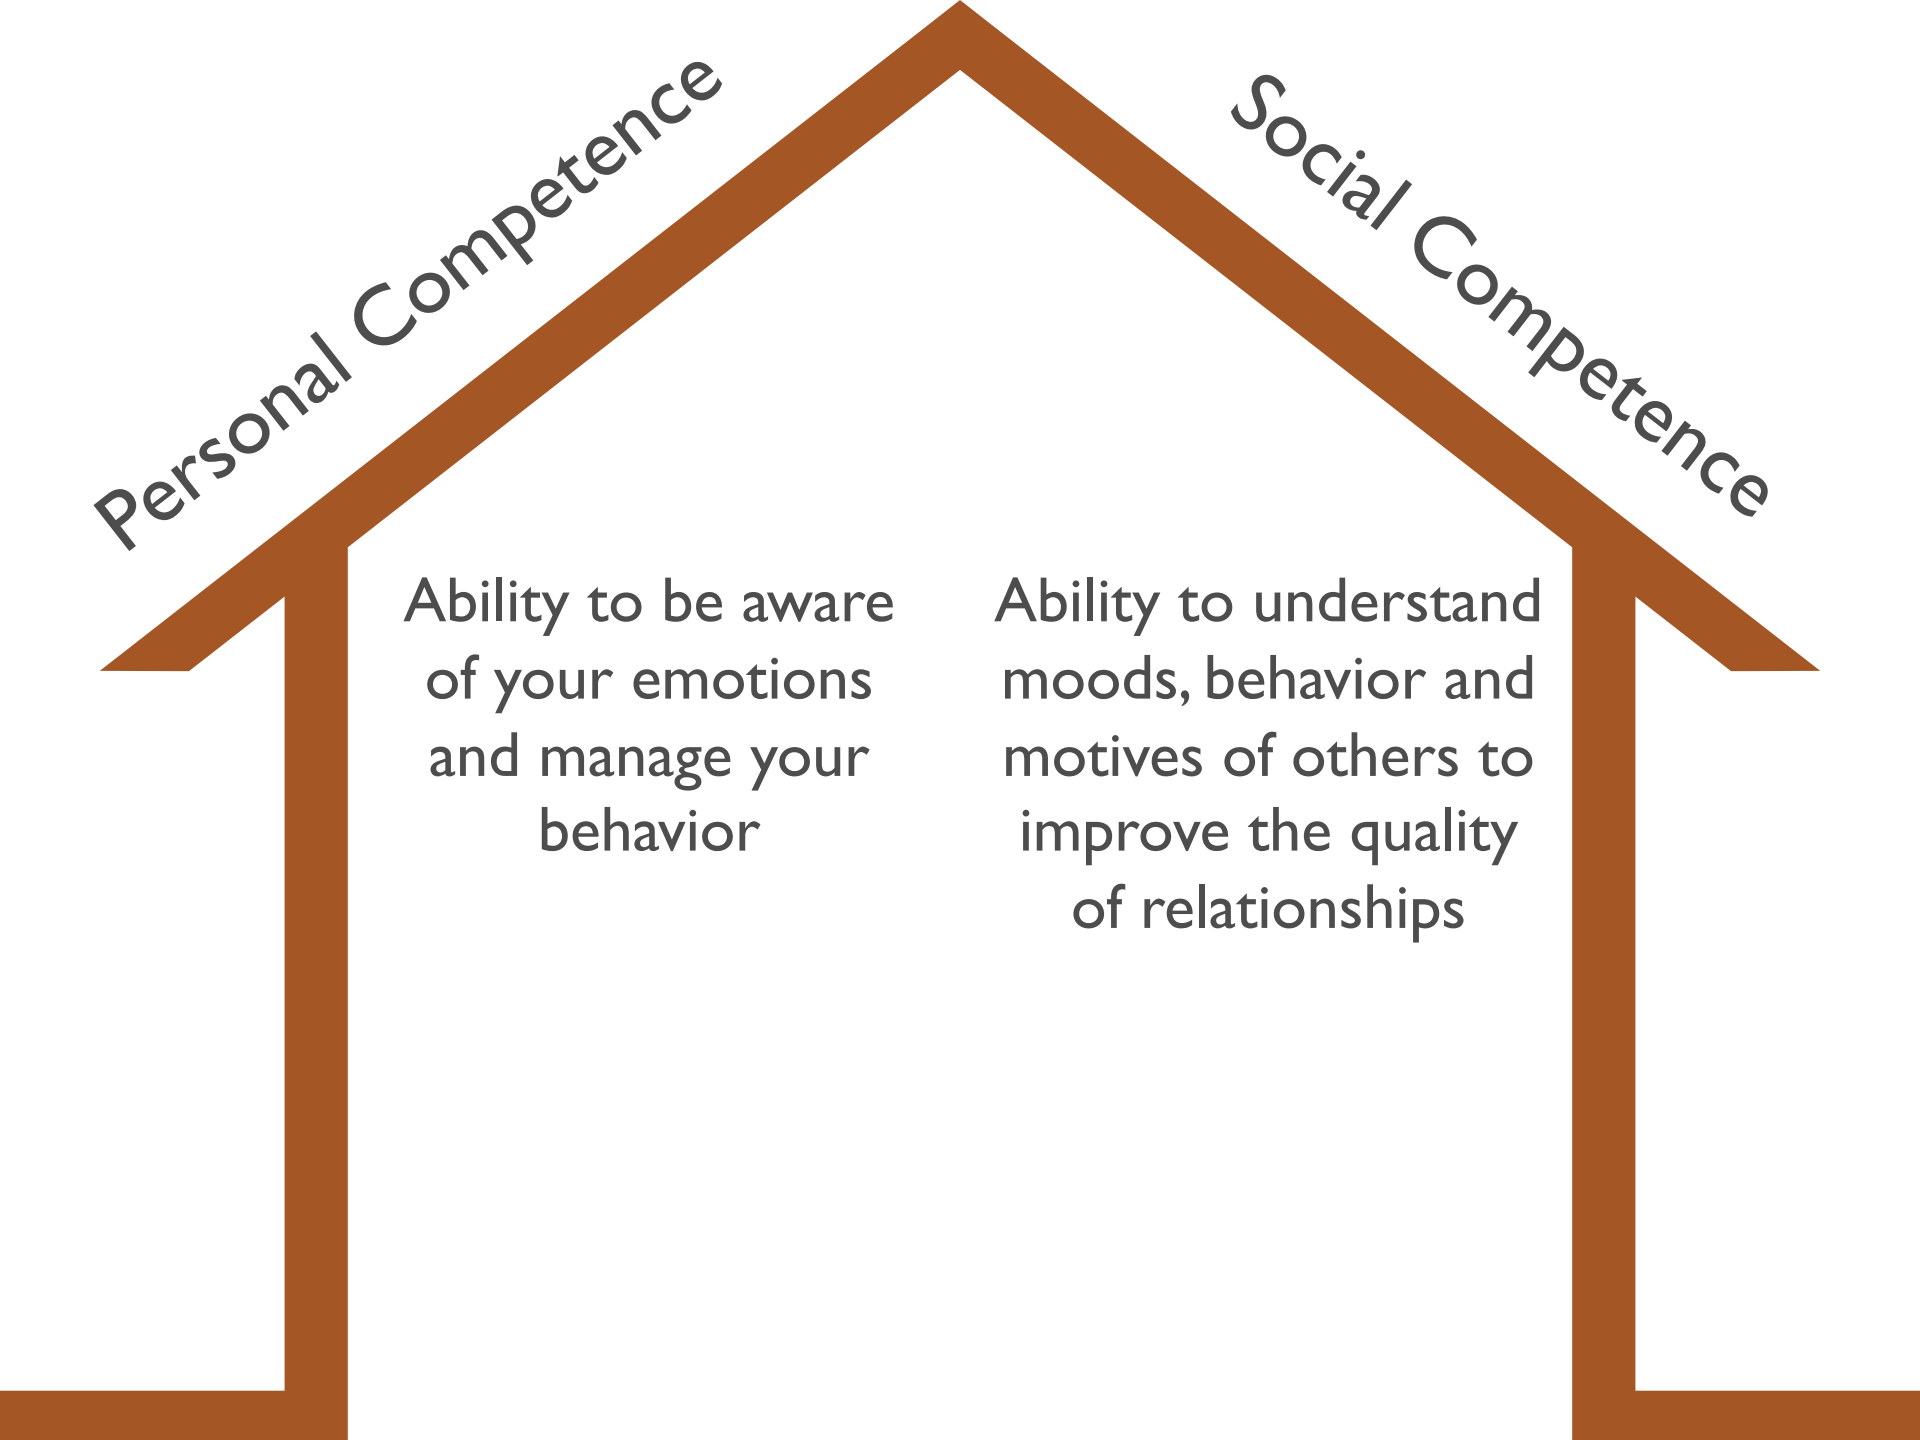 Personal Competence
Social Competence
Ability to be aware
of your emotions
and manage your
behavior
Ability to understand
moods, behavior and
motives of others to
improve the quality
of relationships